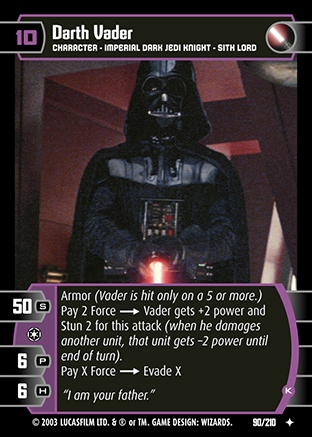 10 Darth Vader
CHARACTER - IMPERIAL DARK JEDI KNIGHT - SITH LORD
50 S
6 P
6 H
Armor (Vader is hit only on a 5 or more.)
Pay 2 Force → Vader gets +2 power and
Stun 2 for this attack (when he damages
another unit, that unit gets –2 power until
end of turn).
Pay X Force → Evade X
"I am your father."
K
© 2003 LUCASFILM LTD. & ® or TM. GAME DESIGN: WIZARDS. 90/210